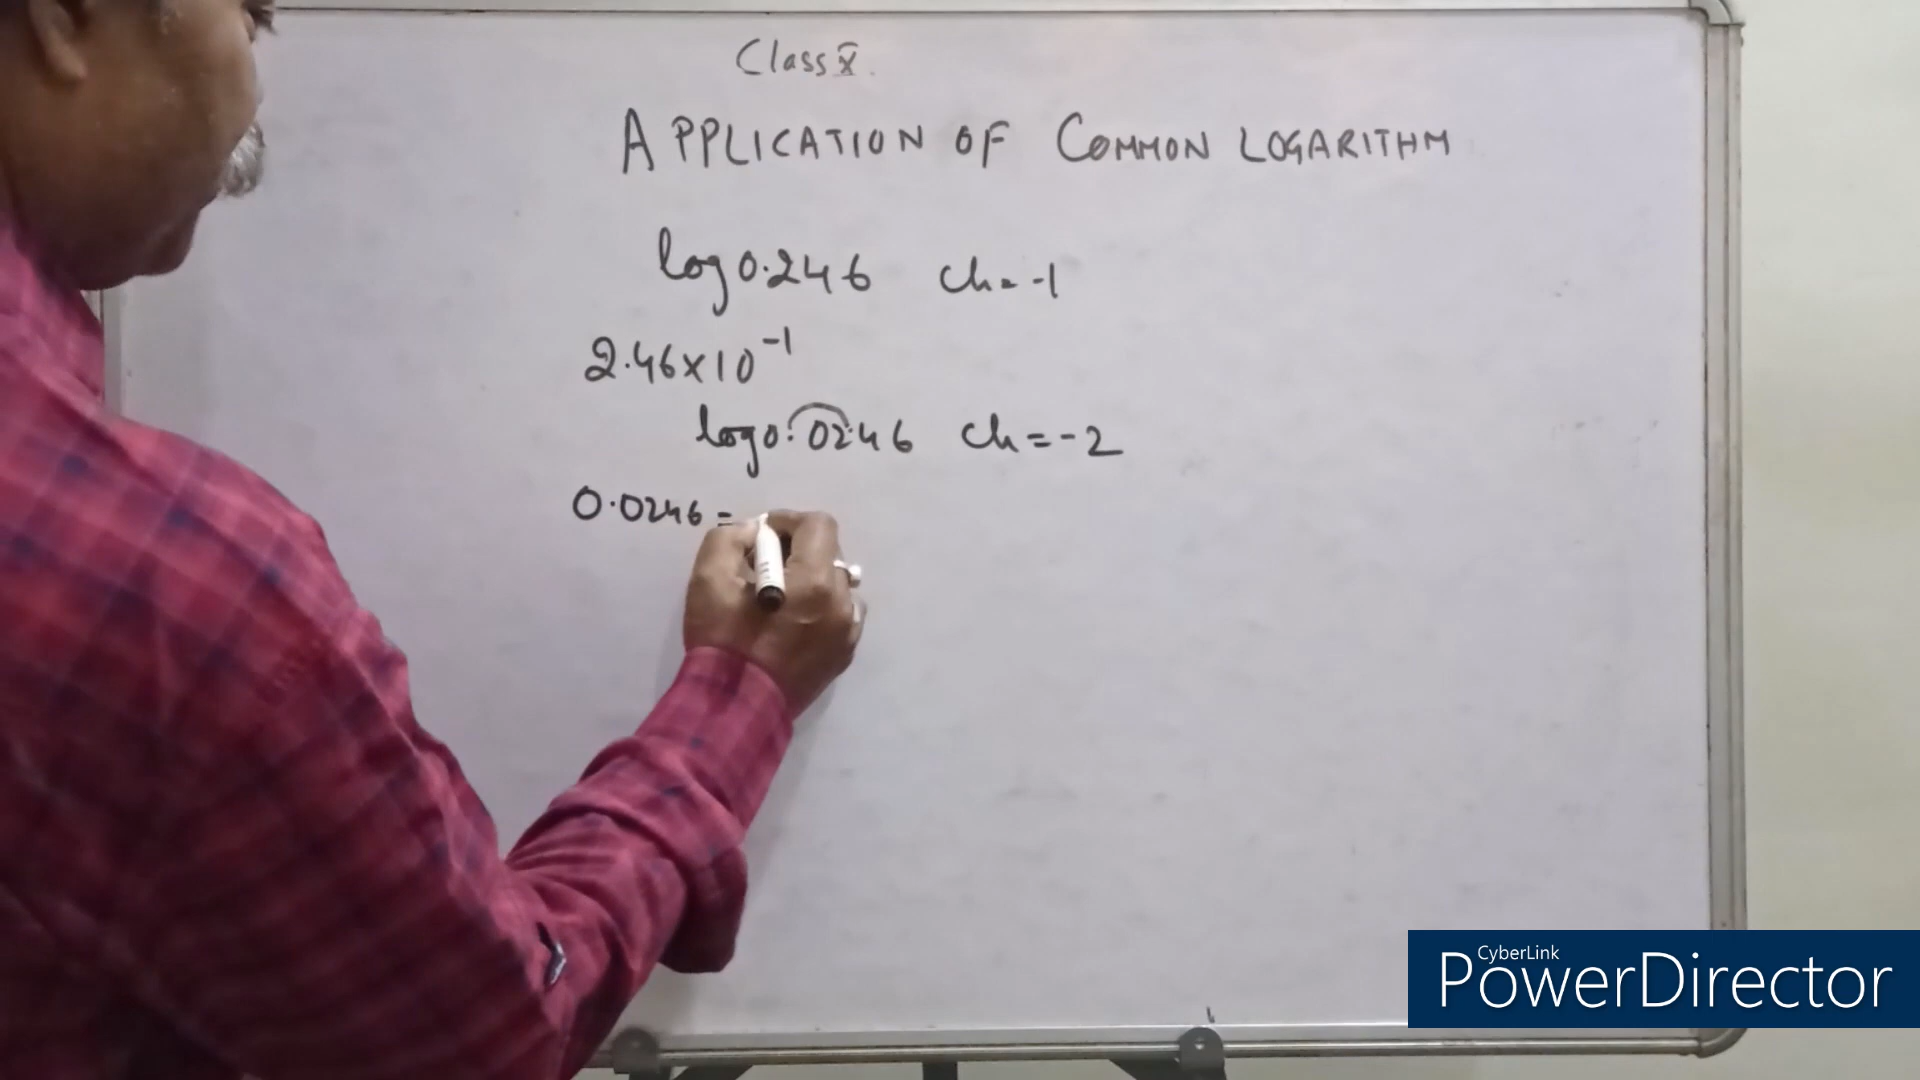 Class X.
APPLICATION OF COMMON LOGARITHM
log 0.246 ch = -1
2.46×10⁻¹
log 0.0246 ch = -2
0.0246 =
CyberLink
PowerDirector